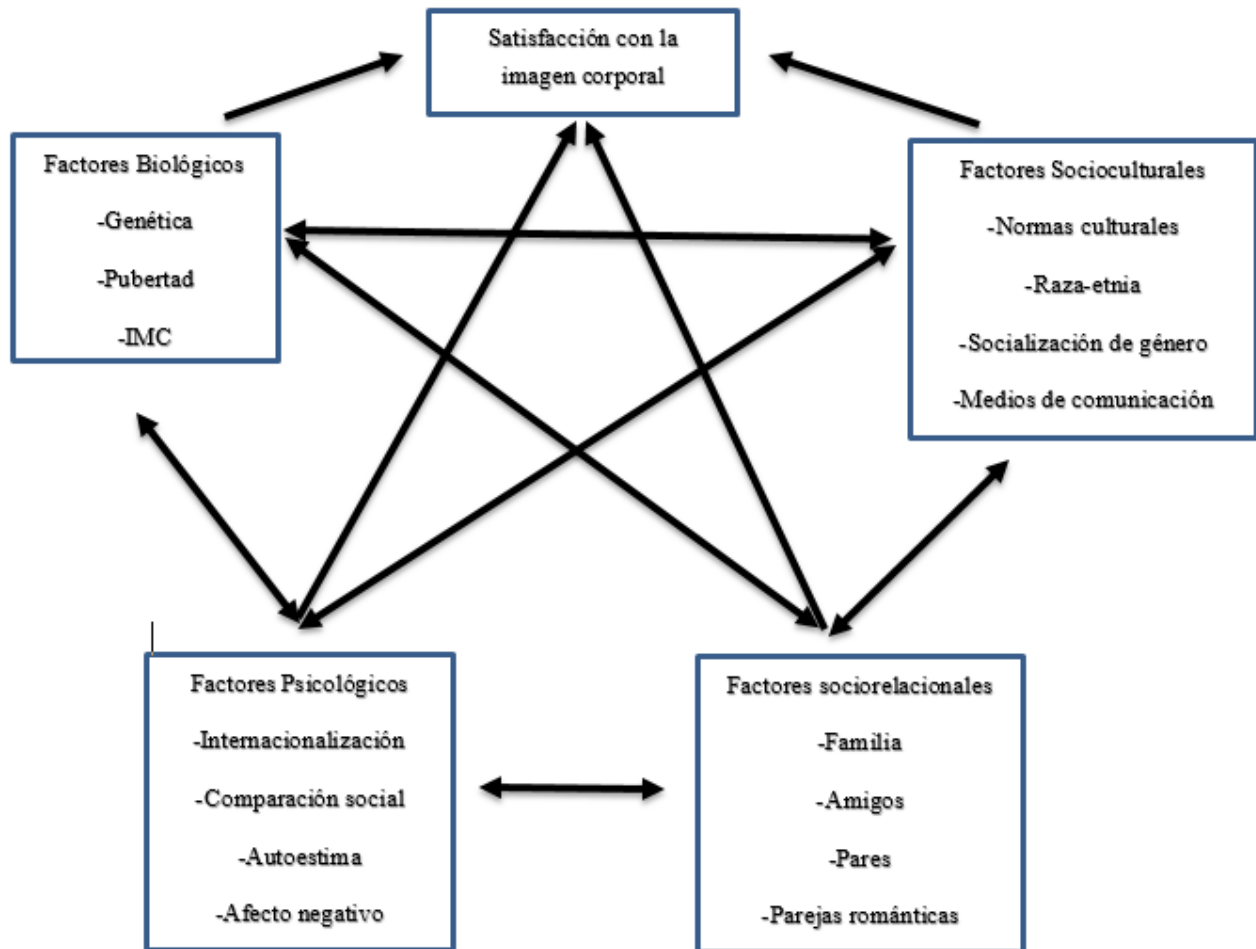 Satisfacción con la
imagen corporal
Factores Biológicos
-Genética
-Pubertad
-IMC
Factores Socioculturales
-Normas culturales
-Raza-etnia
-Socialización de género
-Medios de comunicación
Factores Psicológicos
-Internacionalización
-Comparación social
-Autoestima
-Afecto negativo
Factores sociorelacionales
-Familia
-Amigos
-Pares
-Parejas románticas